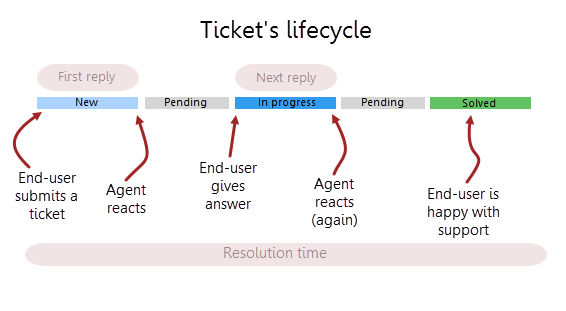 Ticket's lifecycle
First reply
Next reply
New
Pending
In progress
Pending
Solved
End-user
submits a
ticket
Agent
reacts
End-user
gives
answer
Agent
reacts
(again)
End-user is
happy with
support
Resolution time